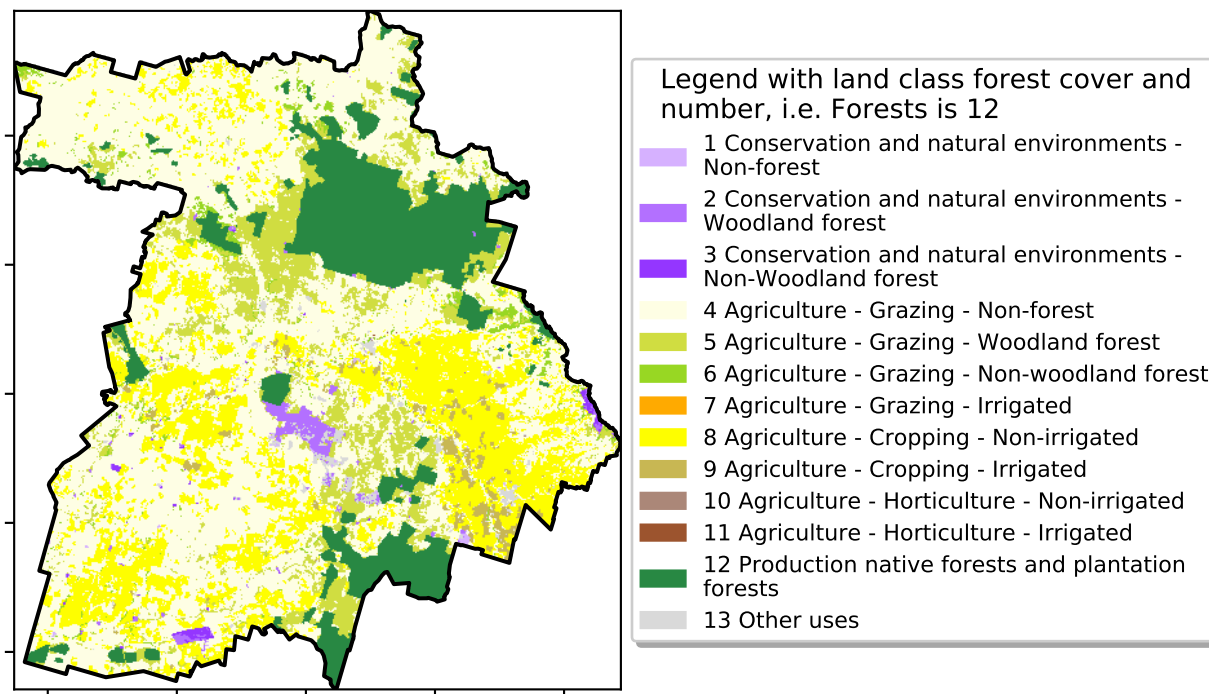 Legend with land class forest cover and
number, i.e. Forests is 12
1 Conservation and natural environments -
Non-forest
2 Conservation and natural environments -
Woodland forest
3 Conservation and natural environments -
Non-Woodland forest
4 Agriculture - Grazing - Non-forest
5 Agriculture - Grazing - Woodland forest
6 Agriculture - Grazing - Non-woodland forest
7 Agriculture - Grazing - Irrigated
8 Agriculture - Cropping - Non-irrigated
9 Agriculture - Cropping - Irrigated
10 Agriculture - Horticulture - Non-irrigated
11 Agriculture - Horticulture - Irrigated
12 Production native forests and plantation
forests
13 Other uses